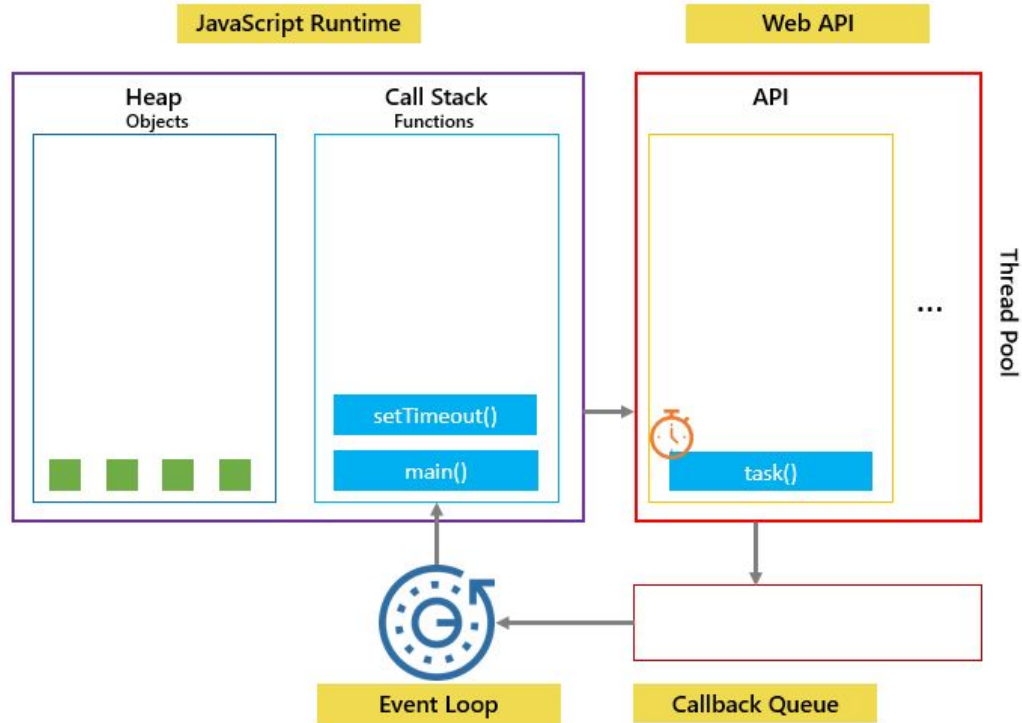 JavaScript Runtime
Web API
Heap
Objects
Call Stack
Functions
API
...
Thread Pool
setTimeout()
main()
task()
Event Loop
Callback Queue